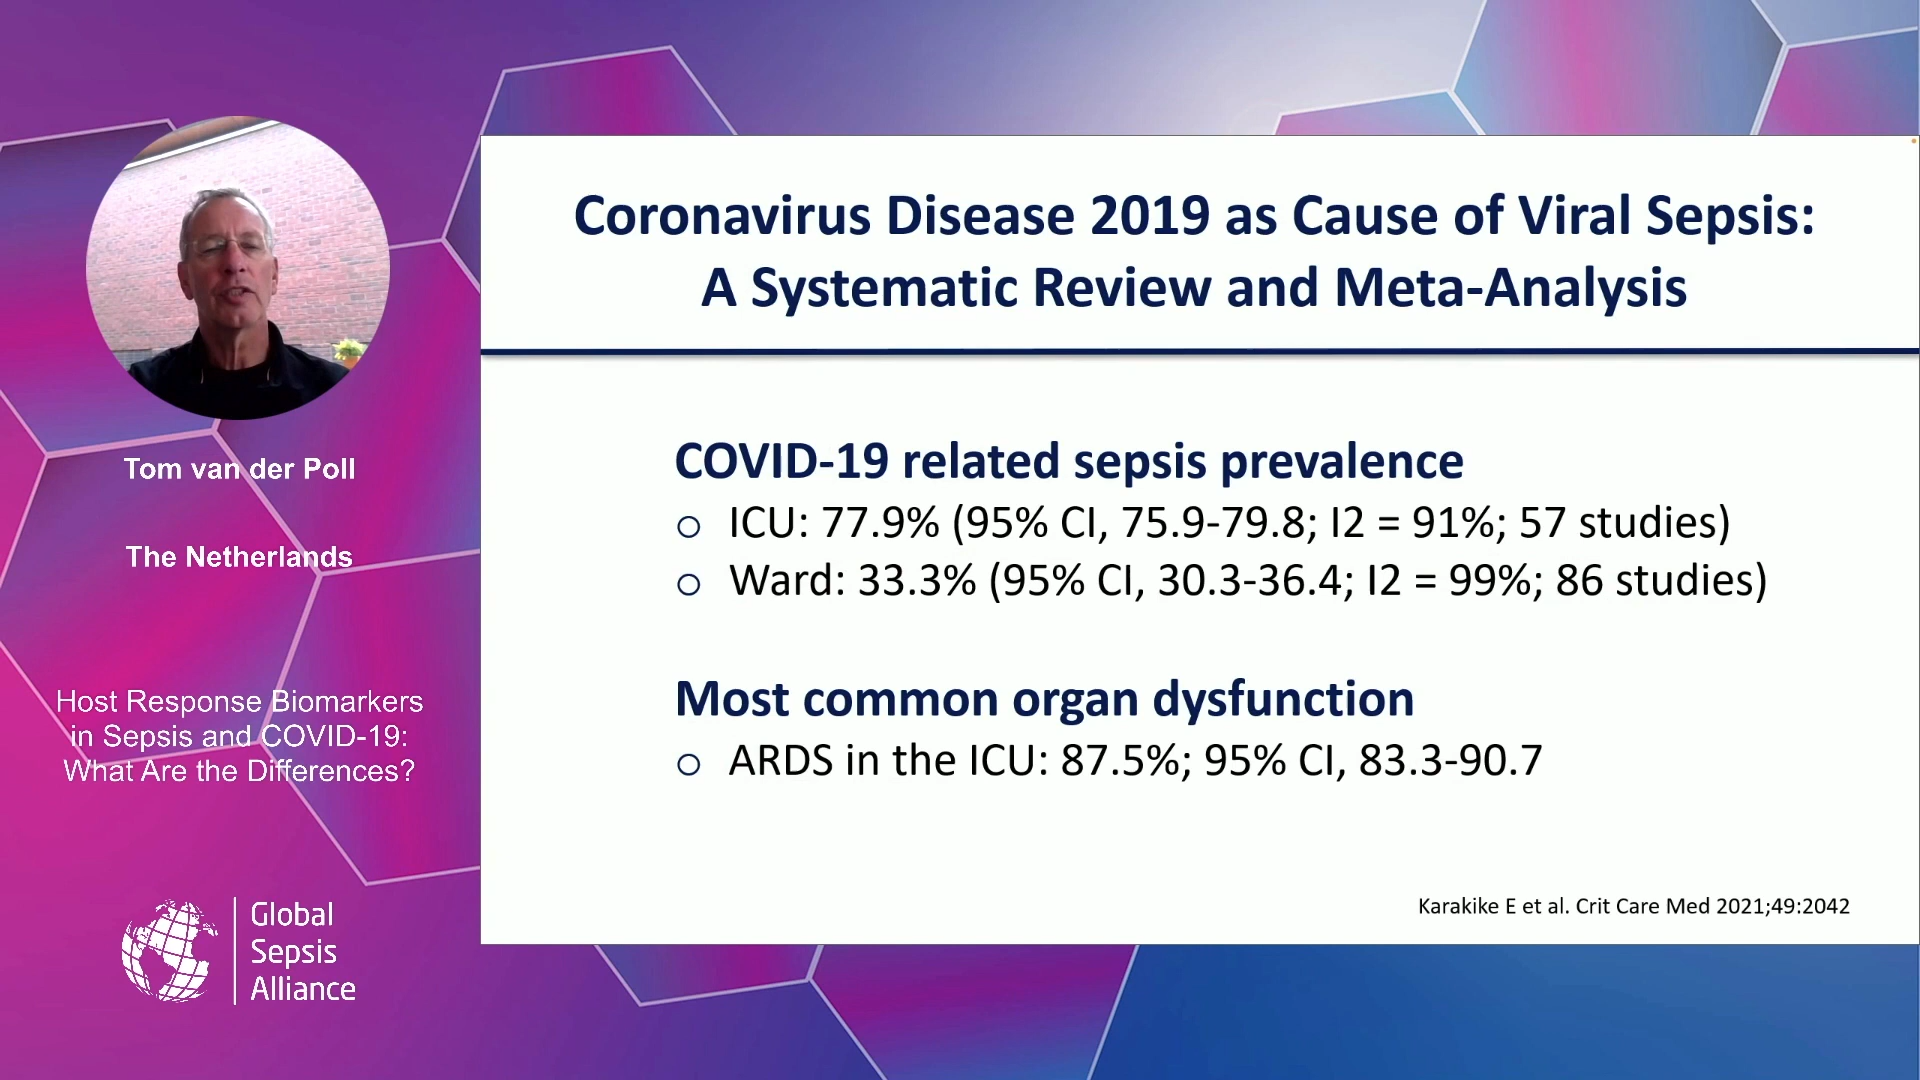 Coronavirus Disease 2019 as Cause of Viral Sepsis:
A Systematic Review and Meta-Analysis
COVID-19 related sepsis prevalence
o ICU: 77.9% (95% CI, 75.9-79.8; I2 = 91%; 57 studies)
o Ward: 33.3% (95% CI, 30.3-36.4; I2 = 99%; 86 studies)
Most common organ dysfunction
o ARDS in the ICU: 87.5%; 95% CI, 83.3-90.7
Karakike E et al. Crit Care Med 2021;49:2042
Tom van der Poll
The Netherlands
Host Response Biomarkers
in Sepsis and COVID-19:
What Are the Differences?
Global
Sepsis
Alliance